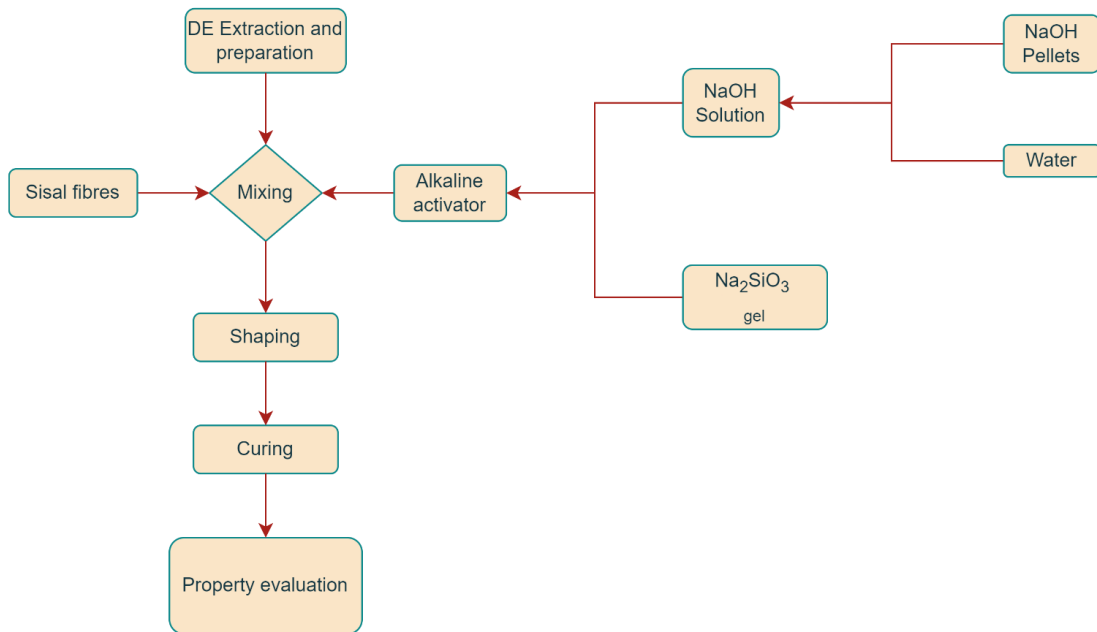 DE Extraction and
preparation
NaOH
Pellets
NaOH
Solution
Water
Sisal fibres
Mixing
Alkaline
activator
Na₂SiO₃
gel
Shaping
Curing
Property evaluation